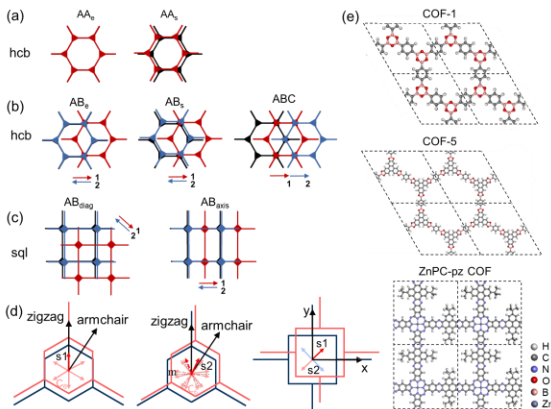 (a)
AAe
AAs
hcb
(b)
ABe
ABs
ABC
hcb
1
2
1
2
1
2
(c)
ABdiag
ABaxis
sql
2
1
1
2
(d)
zigzag
armchair
s1
zigzag
armchair
m
s2
y
s1
s2
x
(e)
COF-1
COF-5
ZnPC-pz COF
H
C
N
O
B
Zn